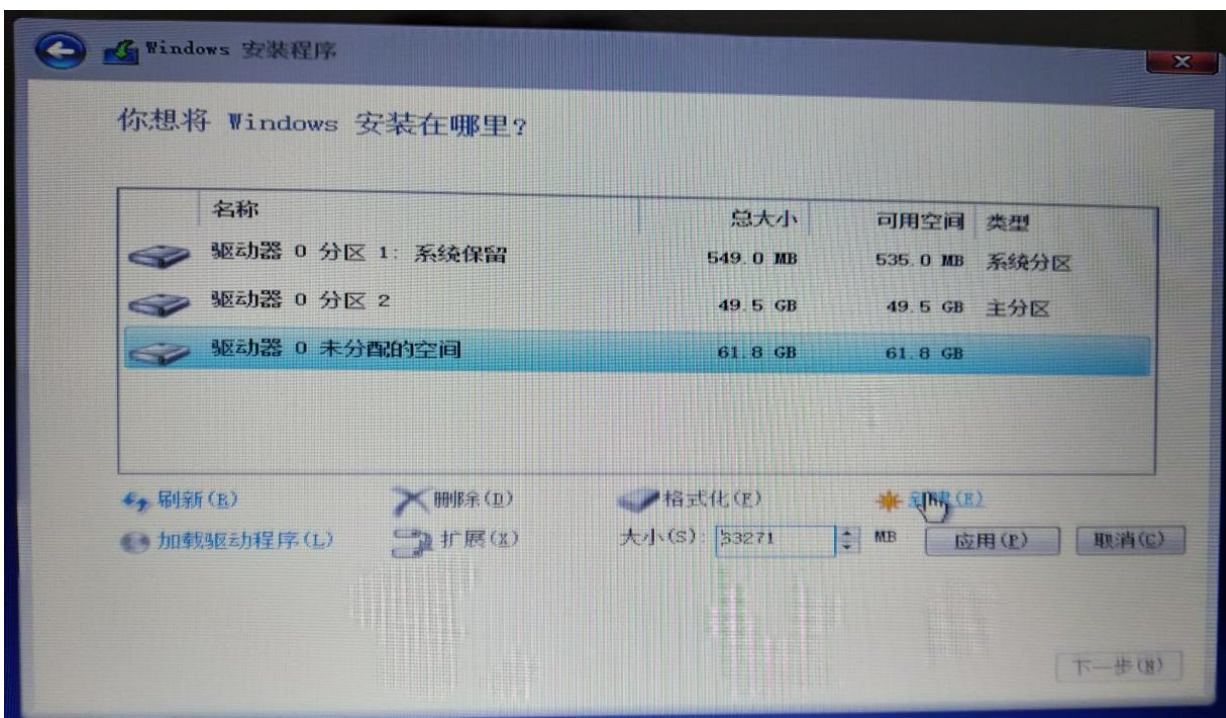 Windows 安装程序
你想将 Windows 安装在哪里?
名称 总大小 可用空间 类型
驱动器 0 分区 1: 系统保留 549.0 MB 535.0 MB 系统分区
驱动器 0 分区 2 49.5 GB 49.5 GB 主分区
驱动器 0 未分配的空间 61.8 GB 61.8 GB
刷新(R) 删除(D) 格式化(F) (E)
加载驱动程序(L) 扩展(X) 大小(S): 63271 MB 应用(P) 取消(C)
下一步(N)